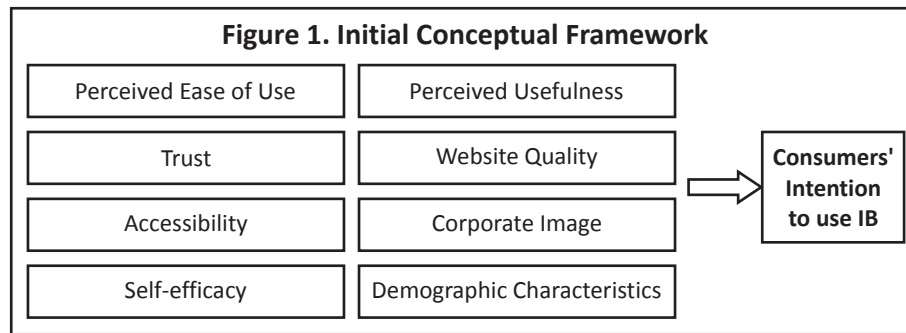 Figure 1. Initial Conceptual Framework
Perceived Ease of Use
Perceived Usefulness
Trust
Website Quality
Accessibility
Corporate Image
Self-efficacy
Demographic Characteristics
Consumers'
Intention
to use IB